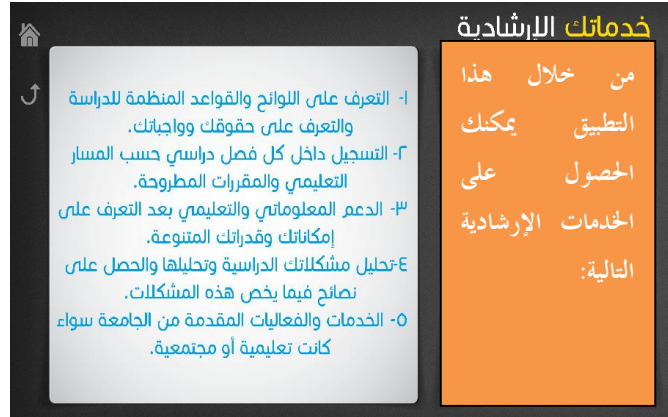 خدماتك الإرشادية
من خلال هذا
التطبيق يمكنك
الحصول على
الخدمات الإرشادية
التالية:
١- التعرف على اللوائح والقواعد المنظمة للدراسة
والتعرف على حقوقك وواجباتك.
٢- التسجيل داخل كل فصل دراسي حسب المسار
التعليمي والمقررات المطروحة.
٣- الدعم المعلوماتي والتعليمي بعد التعرف على
إمكاناتك وقدراتك المتنوعة.
٤-تحليل مشكلاتك الدراسية وتحليلها والحصل على
نصائح فيما يخص هذه المشكلات.
٥- الخدمات والفعاليات المقدمة من الجامعة سواء
كانت تعليمية أو مجتمعية.